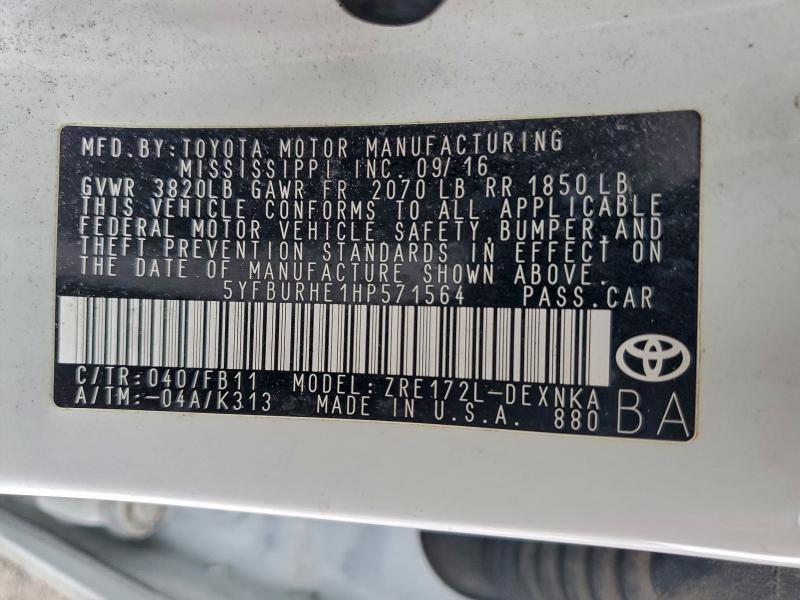 MFD.BY:TOYOTA MOTOR MANUFACTURING
MISSISSIPPI INC. 09/16
GVWR 3820LB GAWR FR 2070 LB RR 1850 LB
THIS VEHICLE CONFORMS TO ALL APPLICABLE
FEDERAL MOTOR VEHICLE SAFETY,BUMPER,AND
THEFT PREVENTION STANDARDS IN EFFECT ON
THE DATE OF MANUFACTURE SHOWN ABOVE.
5YFBURHE1HP571564 PASS.CAR
C/TR:040/FB11 MODEL:ZRE172L-DEXNKA
A/TM:-04A/K313 MADE IN U.S.A. 880 BA